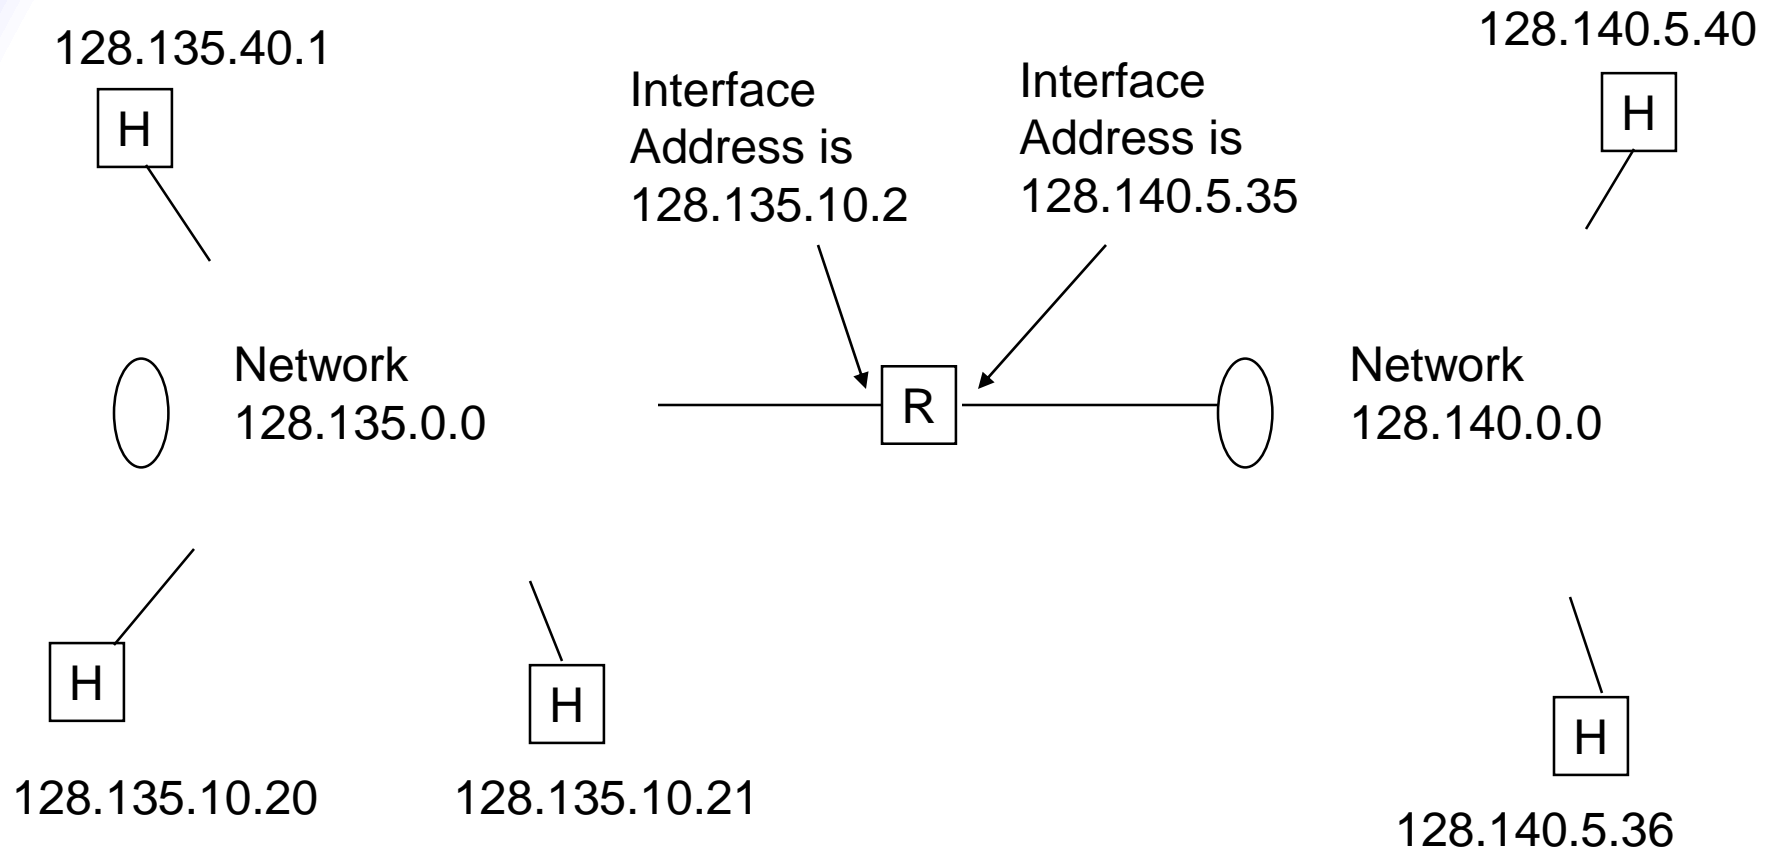 128.135.40.1
H
Interface
Address is
128.135.10.2
Interface
Address is
128.140.5.35
128.140.5.40
H
Network
128.135.0.0
R
Network
128.140.0.0
H
128.135.10.20
H
128.135.10.21
H
128.140.5.36